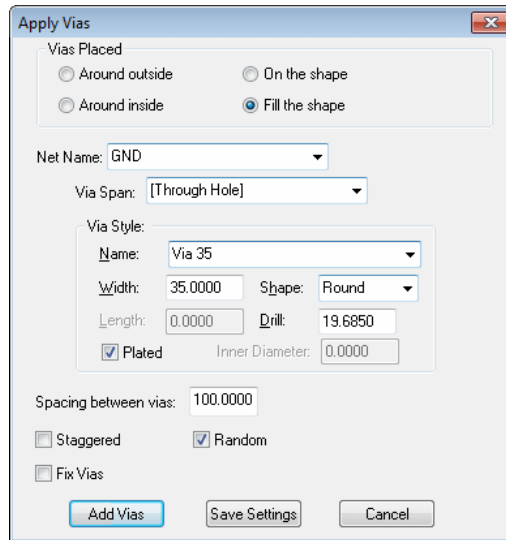 Apply Vias
Vias Placed
Around outside On the shape
Around inside Fill the shape
Net Name: GND
Via Span: [Through Hole]
Via Style:
Name: Via 35
Width: 35.0000 Shape: Round
Length: 0.0000 Drill: 19.6850
Plated Inner Diameter: 0.0000
Spacing between vias: 100.0000
Staggered Random
Fix Vias
Add Vias Save Settings Cancel